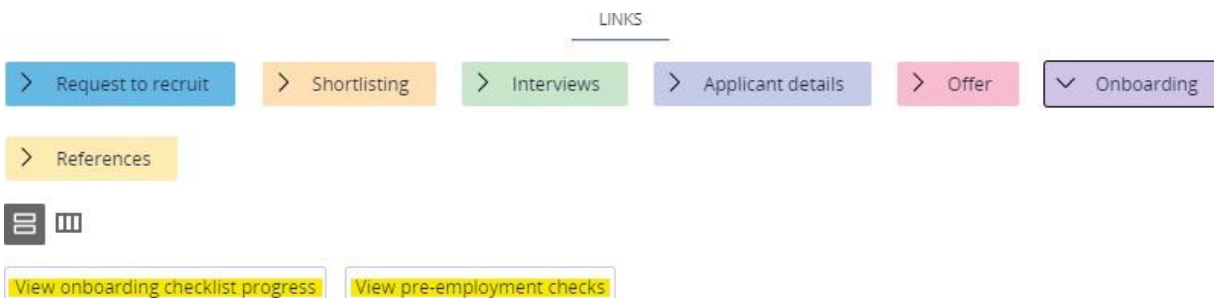 LINKS
Request to recruit Shortlisting Interviews Applicant details Offer Onboarding
References
View onboarding checklist progress View pre-employment checks